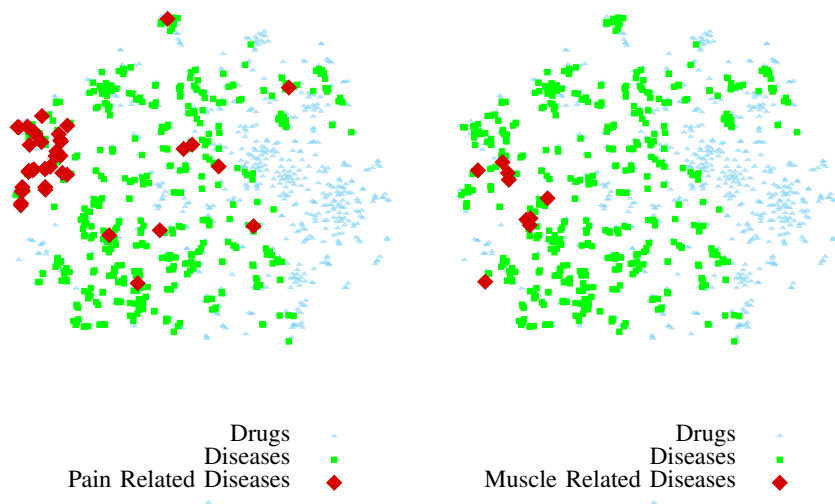 Drugs
Diseases
Pain Related Diseases
Drugs
Diseases
Muscle Related Diseases